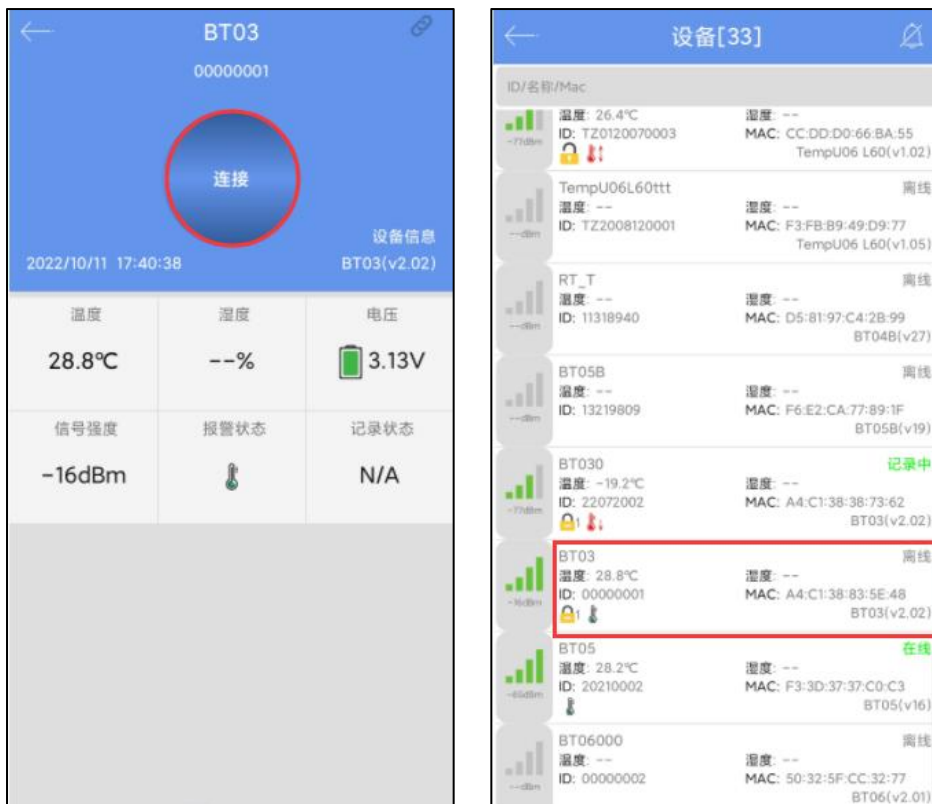 BT03
00000001
连接
设备信息
2022/10/11 17:40:38 BT03(v2.02)
温度 湿度 电压
28.8℃ --% 3.13V
信号强度 报警状态 记录状态
-16dBm N/A
设备[33]
ID/名称/Mac
温度: 26.4℃ 湿度: --
-77dBm ID: TZ0120070003 MAC: CC:DD:D0:66:BA:55
TempU06 L60(v1.02)
TempU06L60ttt 离线
温度: -- 湿度: --
--dBm ID: TZ2008120001 MAC: F3:FB:B9:49:D9:77
TempU06 L60(v1.05)
RT_T 离线
温度: -- 湿度: --
--dBm ID: 11318940 MAC: D5:81:97:C4:2B:99
BT04B(v27)
BT05B 离线
温度: -- 湿度: --
--dBm ID: 13219809 MAC: F6:E2:CA:77:89:1F
BT05B(v19)
BT030 记录中
温度: -19.2℃ 湿度: --
-77dBm ID: 22072002 MAC: A4:C1:38:38:73:62
1 BT03(v2.02)
BT03 离线
温度: 28.8℃ 湿度: --
-16dBm ID: 00000001 MAC: A4:C1:38:83:5E:48
1 BT03(v2.02)
BT05 在线
温度: 28.2℃ 湿度: --
ID: 20210002 MAC: F3:3D:37:37:C0:C3
BT05(v16)
BT06000 离线
温度: -- 湿度: --
--dBm ID: 00000002 MAC: 50:32:5F:CC:32:77
BT06(v2.01)